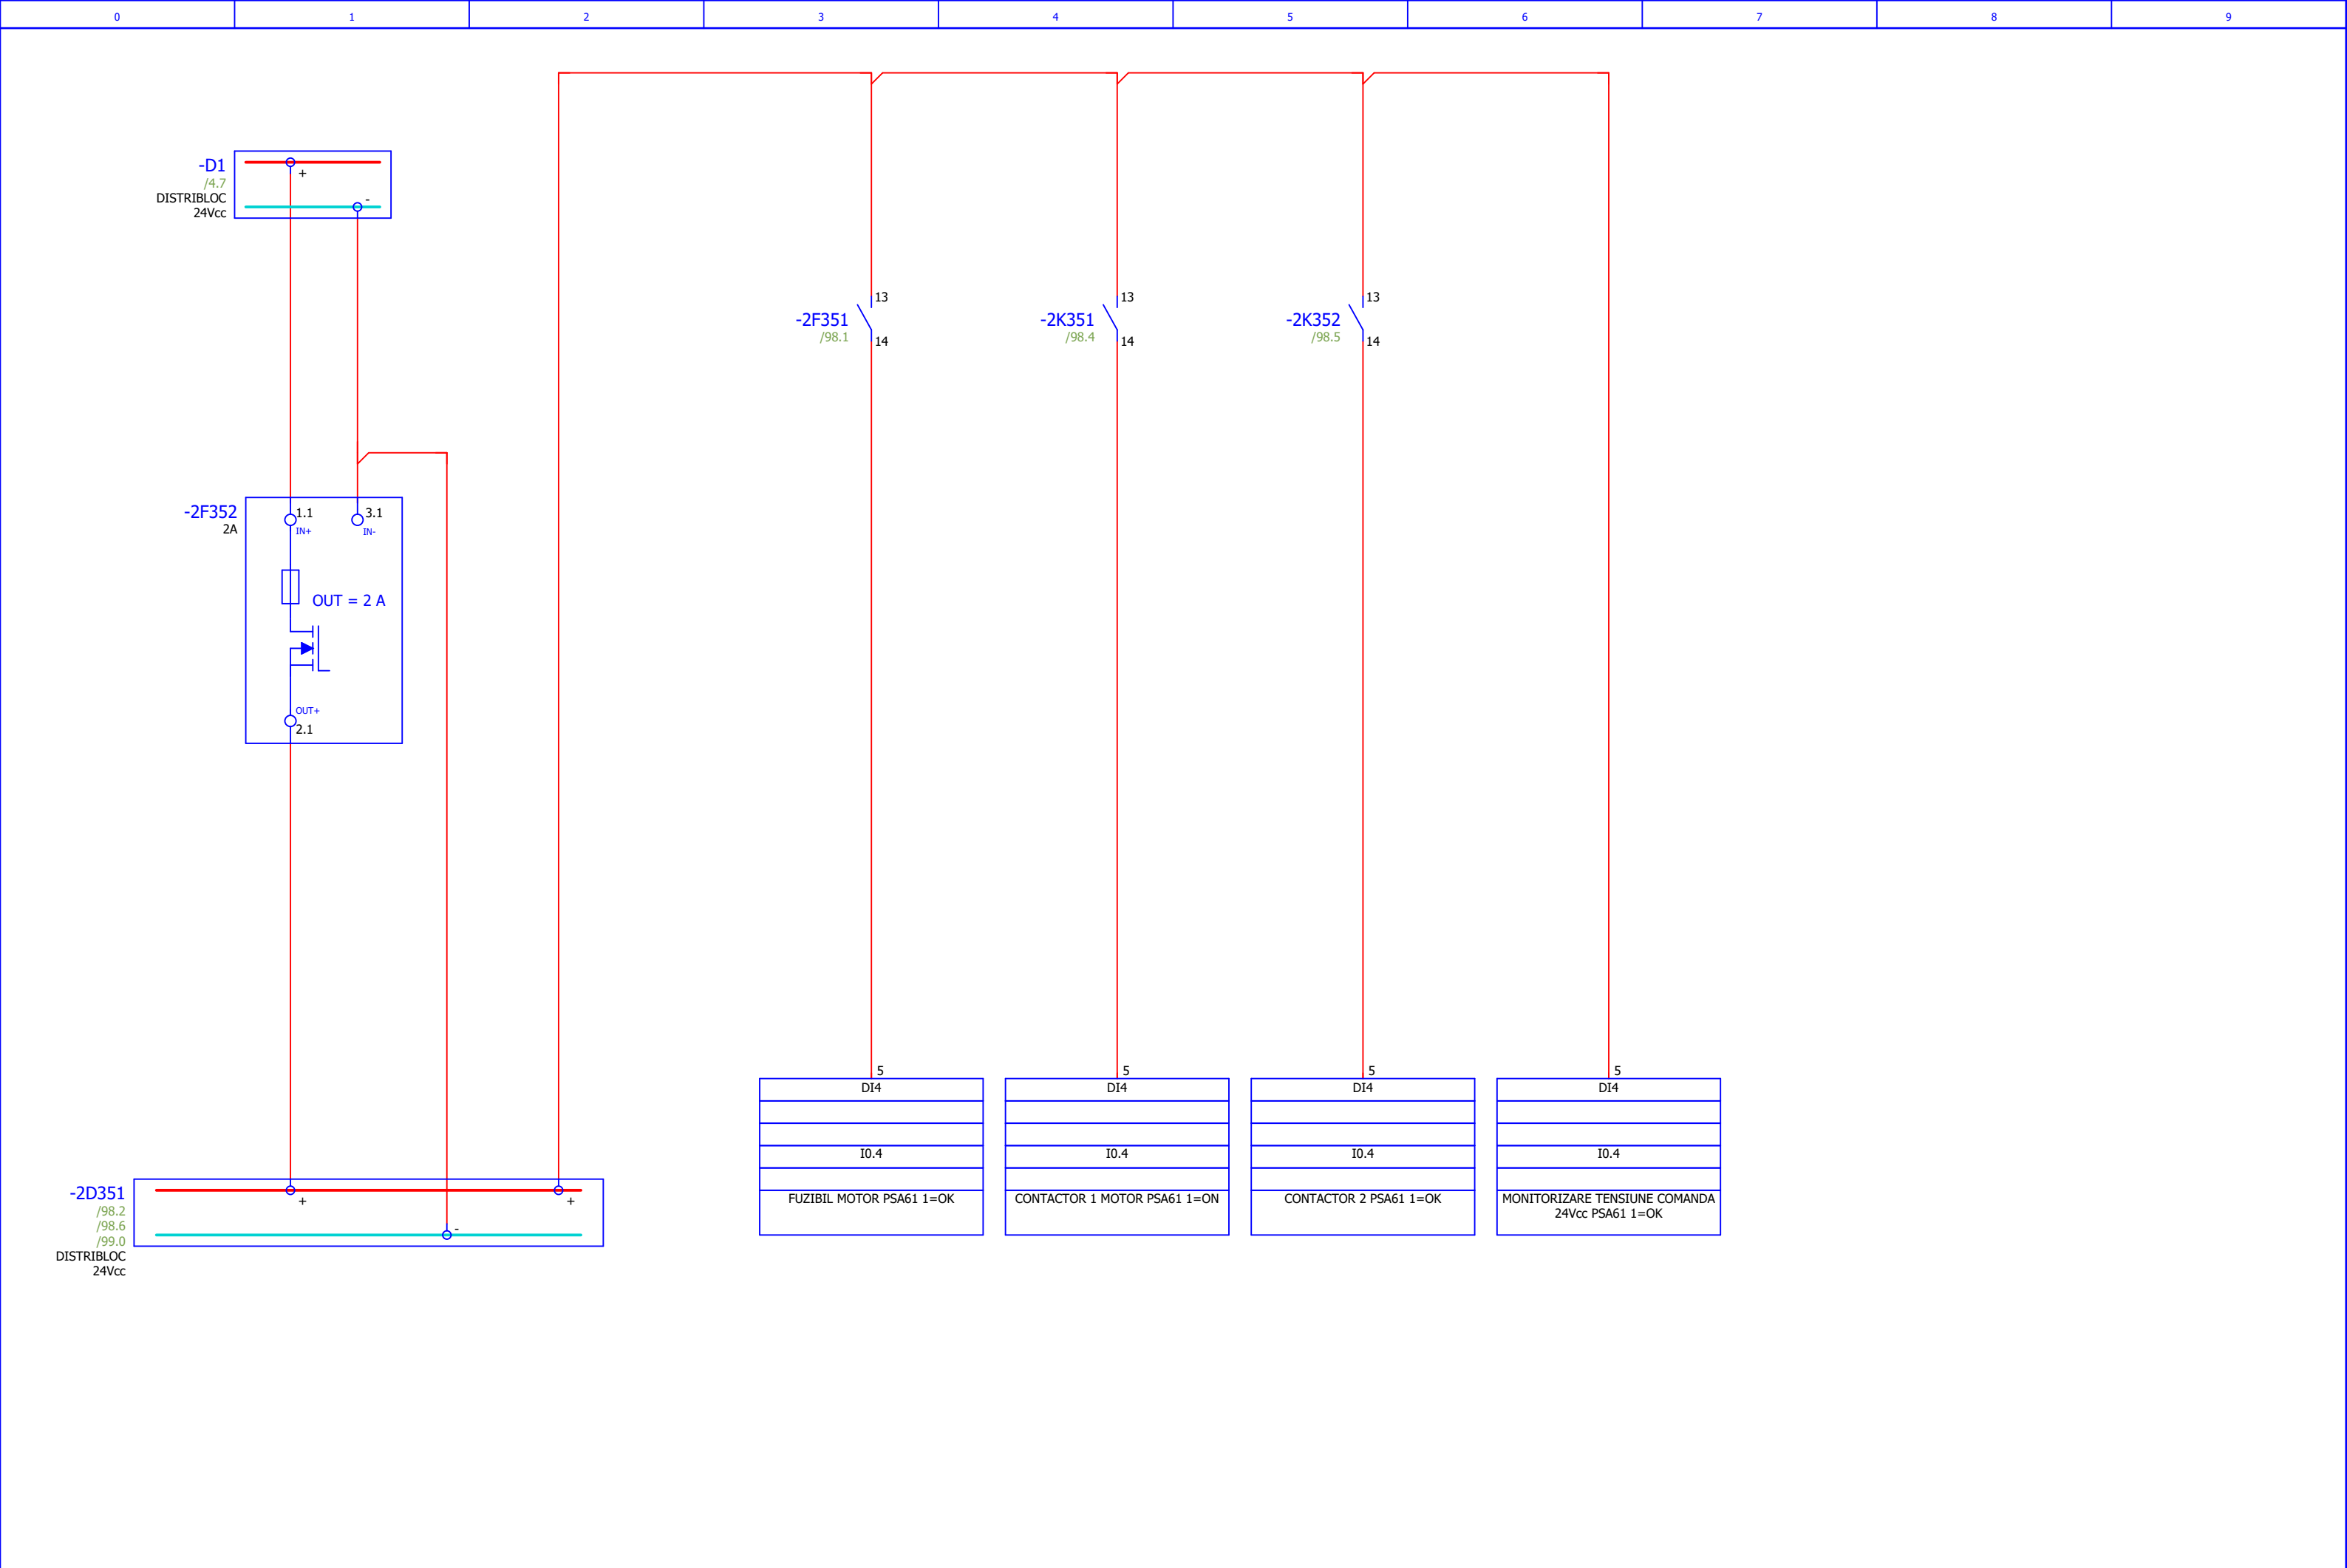 0 1 2 3 4 5 6 7 8 9
-D1
/4.7
DISTRIBLOC
24Vcc
+
-
-2F352
2A
1.1
IN+
3.1
IN-
OUT = 2 A
OUT+
2.1
-2D351
/98.2
/98.6
/99.0
DISTRIBLOC
24Vcc
+
-
+
-2F351
/98.1
13
14
-2K351
/98.4
13
14
-2K352
/98.5
13
14
5
DI4
I0.4
FUZIBIL MOTOR PSA61 1=OK
5
DI4
I0.4
CONTACTOR 1 MOTOR PSA61 1=ON
5
DI4
I0.4
CONTACTOR 2 PSA61 1=OK
5
DI4
I0.4
MONITORIZARE TENSIUNE COMANDA
24Vcc PSA61 1=OK